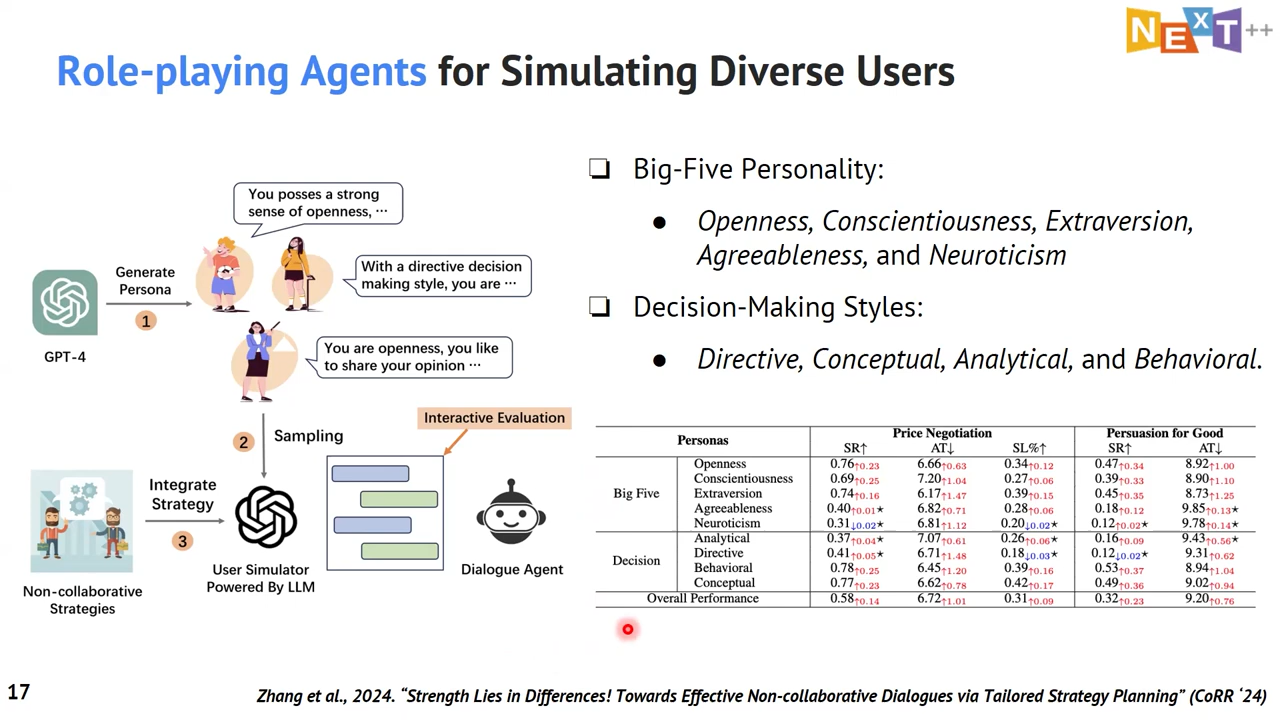 NExT++
Role-playing Agents for Simulating Diverse Users
You posses a strong
sense of openness, ···
With a directive decision
making style, you are ···
You are openness, you like
to share your opinion ···
GPT-4
Generate
Persona
1
2
Sampling
Interactive Evaluation
Integrate
Strategy
3
Non-collaborative
Strategies
User Simulator
Powered By LLM
Dialogue Agent
❏ Big-Five Personality:
● Openness, Conscientiousness, Extraversion,
Agreeableness, and Neuroticism
❏ Decision-Making Styles:
● Directive, Conceptual, Analytical, and Behavioral.
Personas Price Negotiation Persuasion for Good
SR↑ AT↓ SL%↑ SR↑ AT↓
Big Five
Openness 0.76↑0.23 6.66↑0.63 0.34↑0.12 0.47↑0.34 8.92↑1.00
Conscientiousness 0.69↑0.25 7.20↑1.04 0.27↑0.06 0.39↑0.33 8.90↑1.10
Extraversion 0.74↑0.16 6.17↑1.47 0.39↑0.15 0.45↑0.35 8.73↑1.25
Agreeableness 0.40↑0.01★ 6.82↑0.71 0.28↑0.06 0.18↑0.12 9.85↑0.13★
Neuroticism 0.31↓0.02★ 6.81↑1.12 0.20↓0.02★ 0.12↑0.02★ 9.78↑0.14★
Decision
Analytical 0.37↑0.04★ 7.07↑0.61 0.26↑0.06★ 0.16↑0.09 9.43↑0.56★
Directive 0.41↑0.05★ 6.71↑1.48 0.18↓0.03★ 0.12↓0.02★ 9.31↑0.62
Behavioral 0.78↑0.25 6.45↑1.20 0.39↑0.16 0.53↑0.37 8.94↑1.04
Conceptual 0.77↑0.23 6.62↑0.78 0.42↑0.17 0.49↑0.36 9.02↑0.94
Overall Performance 0.58↑0.14 6.72↑1.01 0.31↑0.09 0.32↑0.23 9.20↑0.76
17
Zhang et al., 2024. “Strength Lies in Differences! Towards Effective Non-collaborative Dialogues via Tailored Strategy Planning” (CoRR ‘24)